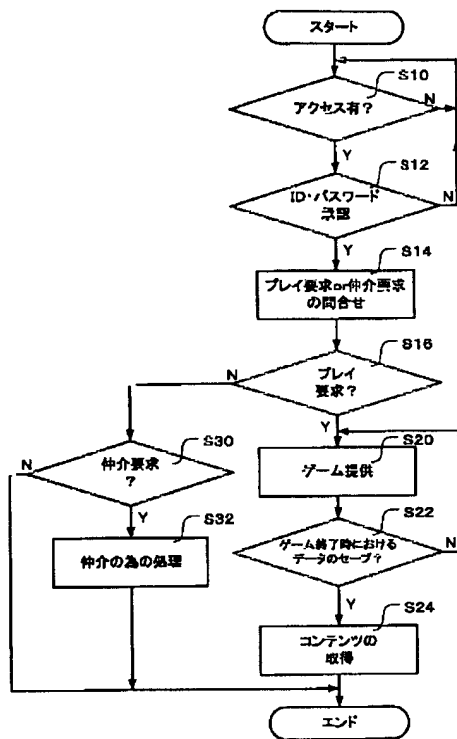 スタート
S10
アクセス有？
N
Y
S12
ID・パスワード
承認
N
Y
S14
プレイ要求or仲介要求
の問合せ
S16
プレイ
要求？
N
Y
S30
仲介要求
？
N
Y
S20
ゲーム提供
S32
仲介の為の処理
S22
ゲーム終了時における
データのセーブ？
N
Y
S24
コンテンツの
取得
エンド